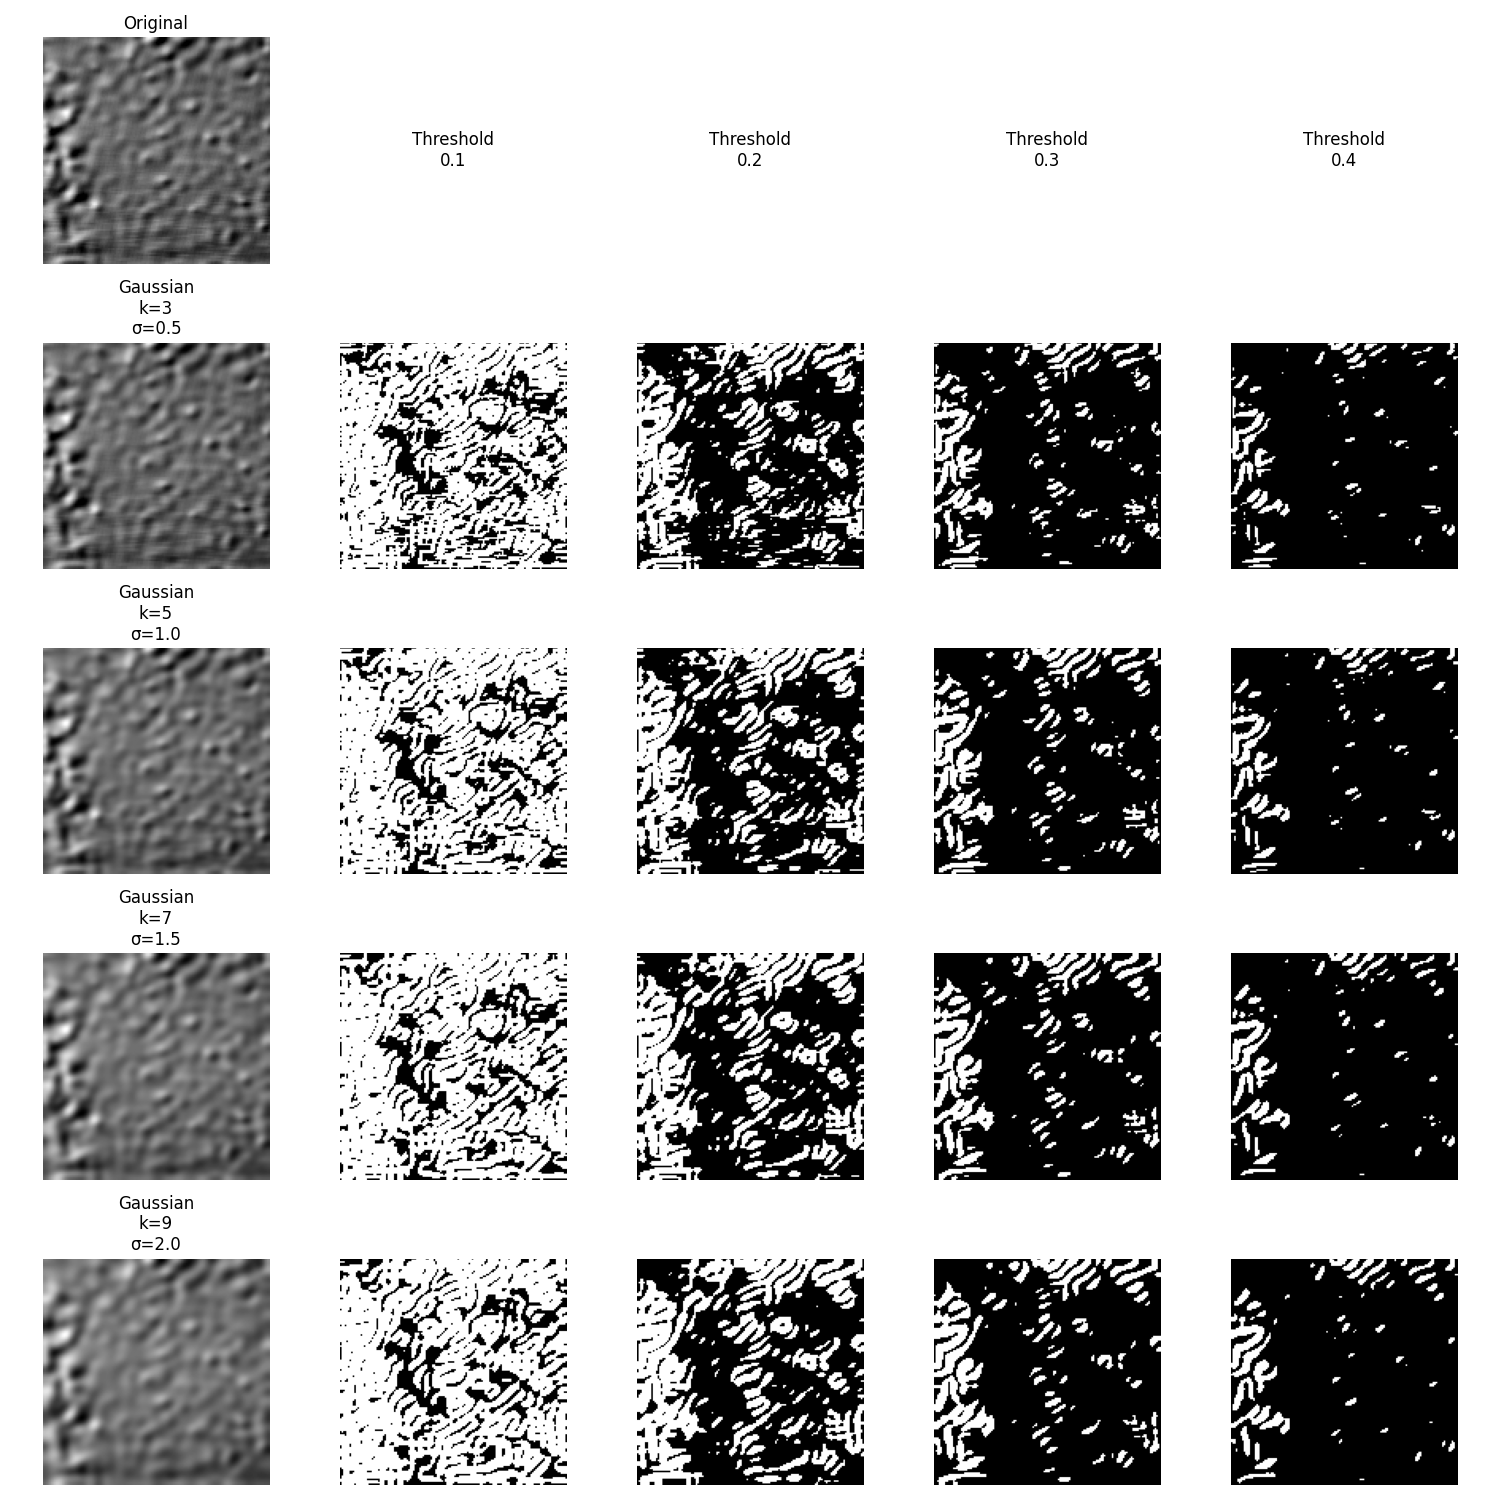 Original
Threshold
0.1
Threshold
0.2
Threshold
0.3
Threshold
0.4
Gaussian
k=3
σ=0.5
Gaussian
k=5
σ=1.0
Gaussian
k=7
σ=1.5
Gaussian
k=9
σ=2.0